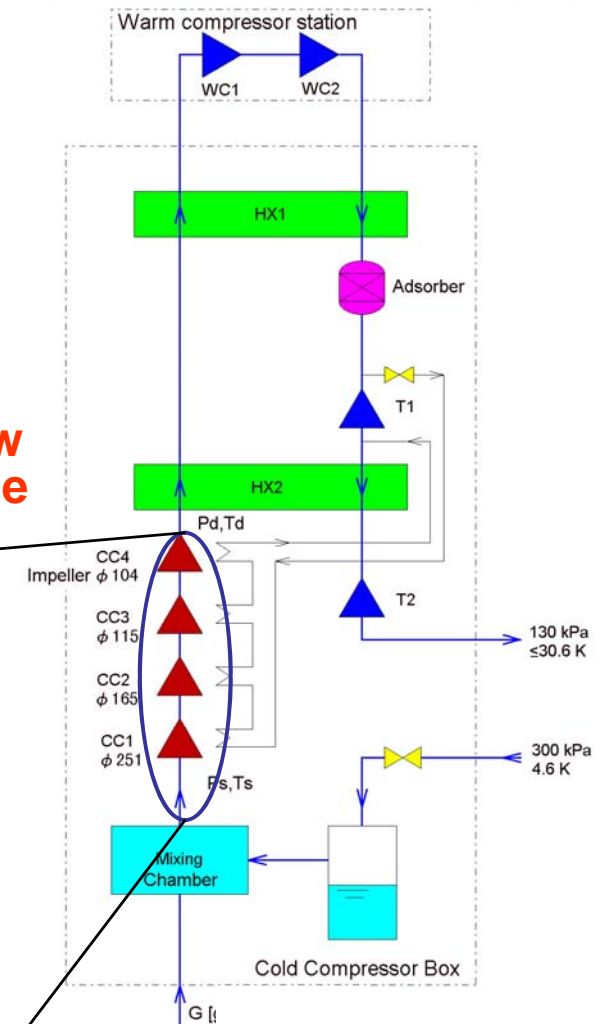 Warm compressor station
WC1
WC2
HX1
Adsorber
T1
HX2
Pd,Td
CC4
Impeller ϕ 104
CC3
ϕ 115
CC2
ϕ 165
CC1
ϕ 251
T2
130 kPa
≤30.6 K
300 kPa
4.6 K
Ps,Ts
Mixing
Chamber
Cold Compressor Box
G [